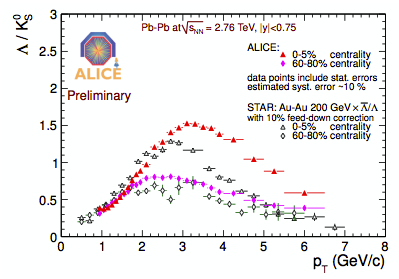 Pb-Pb at √sNN = 2.76 TeV, |y|<0.75
Λ / K0S
ALICE
Preliminary
ALICE:
0-5% centrality
60-80% centrality
data points include stat. errors
estimated syst. error ~10 %
STAR: Au-Au 200 GeV × Λ̅/Λ
with 10% feed-down correction
0-5% centrality
60-80% centrality
3
2.5
2
1.5
1
0.5
0
0 1 2 3 4 5 6 7 8
pT (GeV/c)